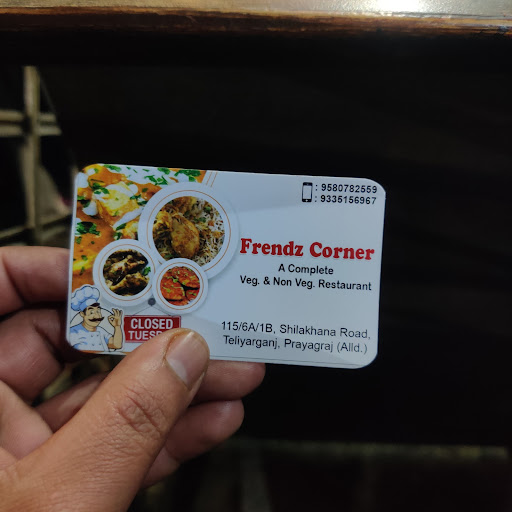 : 9580782559
: 9335156967
Frendz Corner
A Complete
Veg. & Non Veg. Restaurant
CLOSED
115/6A/1B, Shilakhana Road,
Teliyarganj, Prayagraj (Alld.)